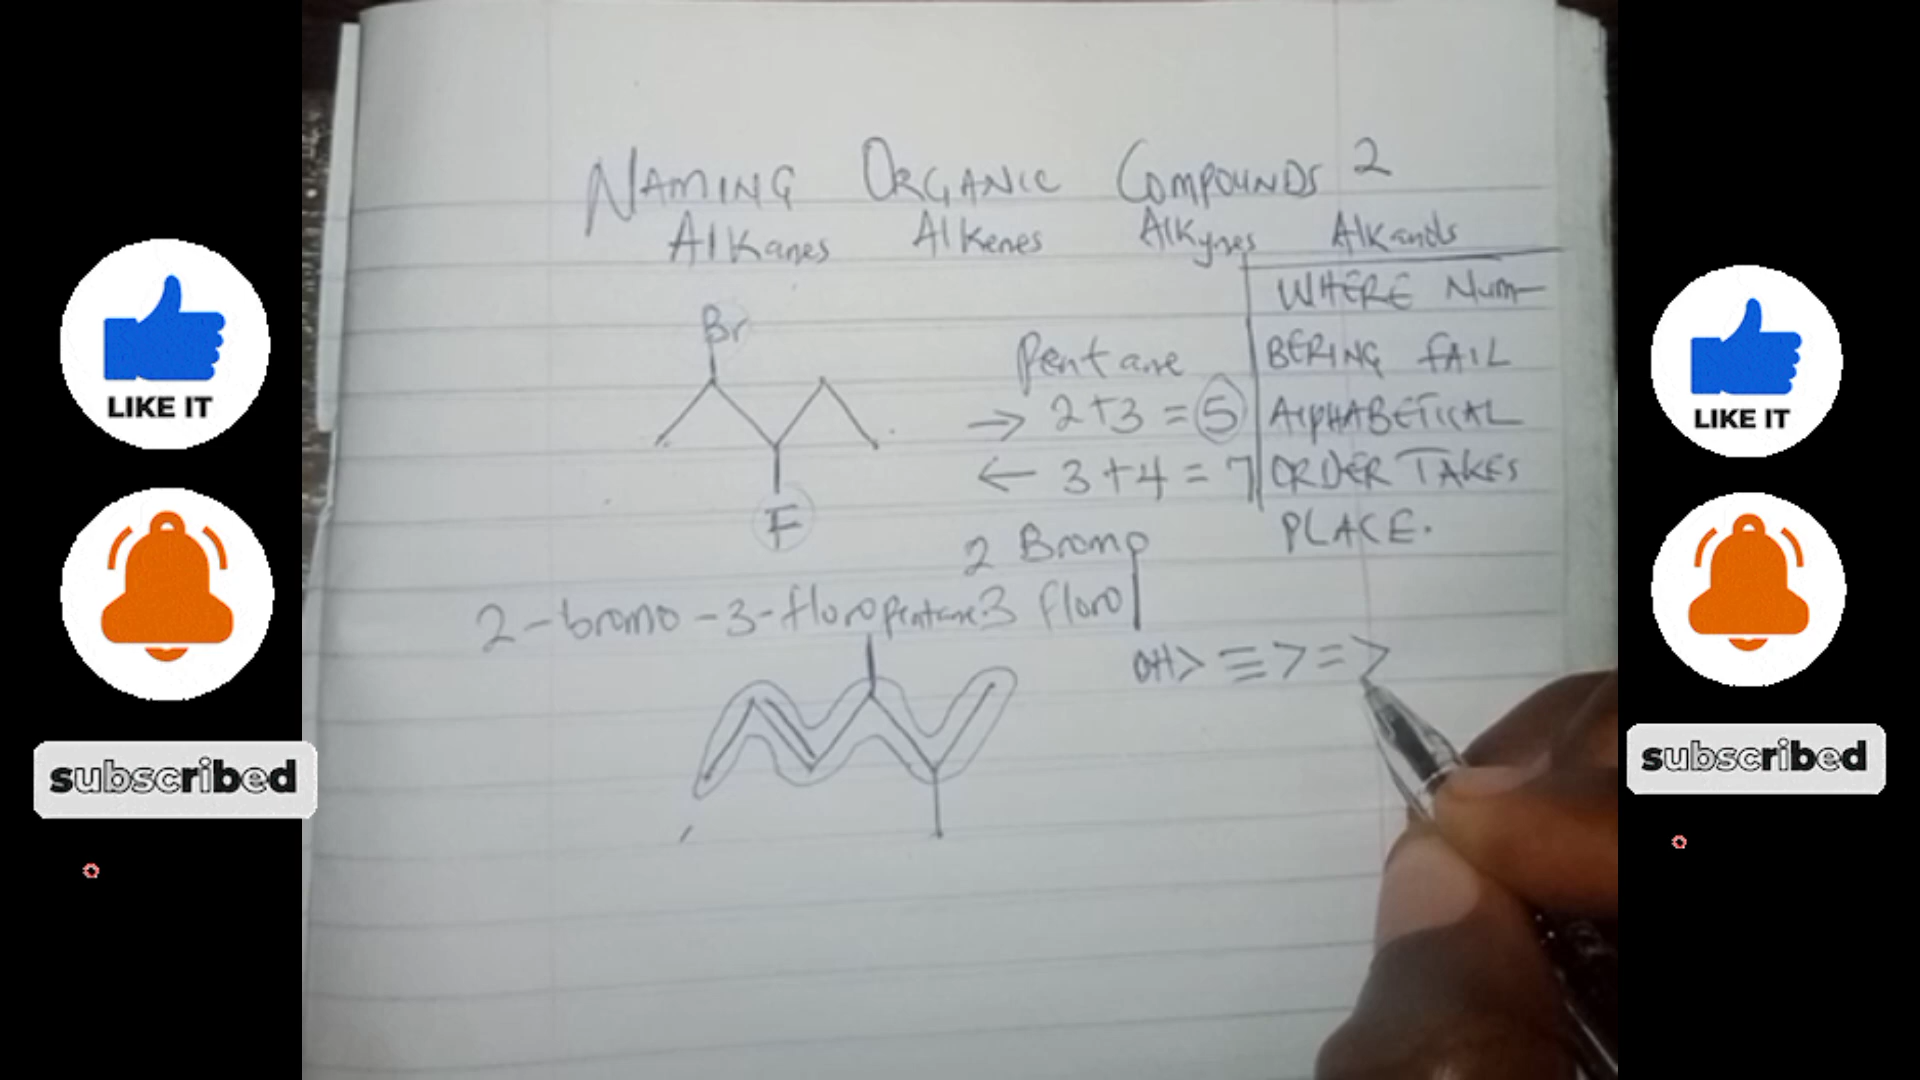 NAMING ORGANIC COMPOUNDS 2
Alkanes Alkenes Alkynes Alkanols
WHERE NUM-
BERING FAIL
ALPHABETICAL
ORDER TAKES
PLACE.
Br
F
Pentane
→ 2+3 = 5
← 3+4 = 7
2 Bromo
3 floro
2-bromo-3-floropentane
OH> ≡ > = >
LIKE IT
subscribed
LIKE IT
subscribed